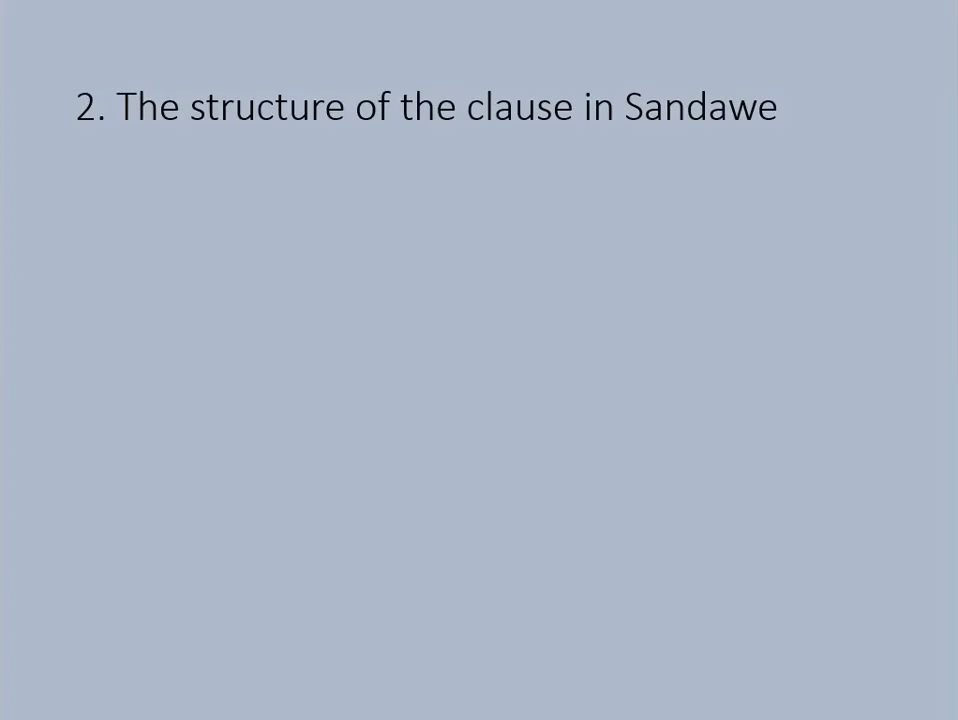 2. The structure of the clause in Sandawe